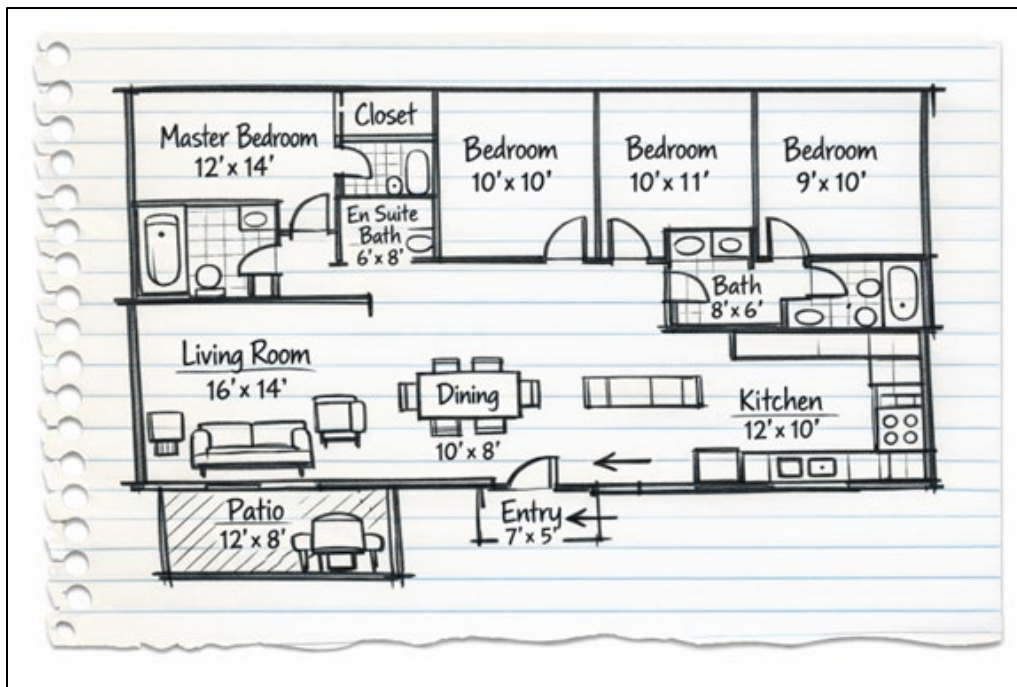 Closet
Master Bedroom
12' x 14'
Bedroom
10' x 10'
Bedroom
10' x 11'
Bedroom
9' x 10'
En Suite
Bath
6' x 8'
Bath
8' x 6'
Living Room
16' x 14'
Dining
10' x 8'
Kitchen
12' x 10'
Patio
12' x 8'
Entry
7' x 5'